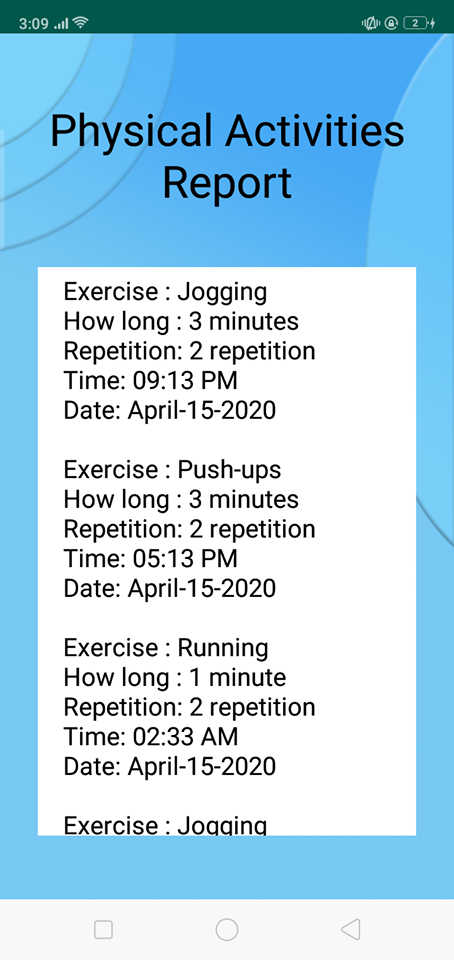 3:09
2
Physical Activities
Report
Exercise : Jogging
How long : 3 minutes
Repetition: 2 repetition
Time: 09:13 PM
Date: April-15-2020
Exercise : Push-ups
How long : 3 minutes
Repetition: 2 repetition
Time: 05:13 PM
Date: April-15-2020
Exercise : Running
How long : 1 minute
Repetition: 2 repetition
Time: 02:33 AM
Date: April-15-2020
Exercise : Jogging